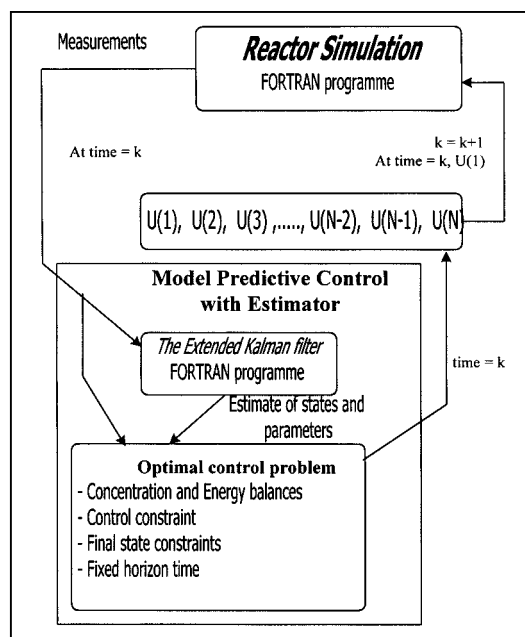 Measurements
Reactor Simulation
FORTRAN programme
At time = k
k = k+1
At time = k, U(1)
U(1), U(2), U(3) ,....., U(N-2), U(N-1), U(N)
Model Predictive Control
with Estimator
The Extended Kalman filter
FORTRAN programme
time = k
Estimate of states and
parameters
Optimal control problem
- Concentration and Energy balances
- Control constraint
- Final state constraints
- Fixed horizon time